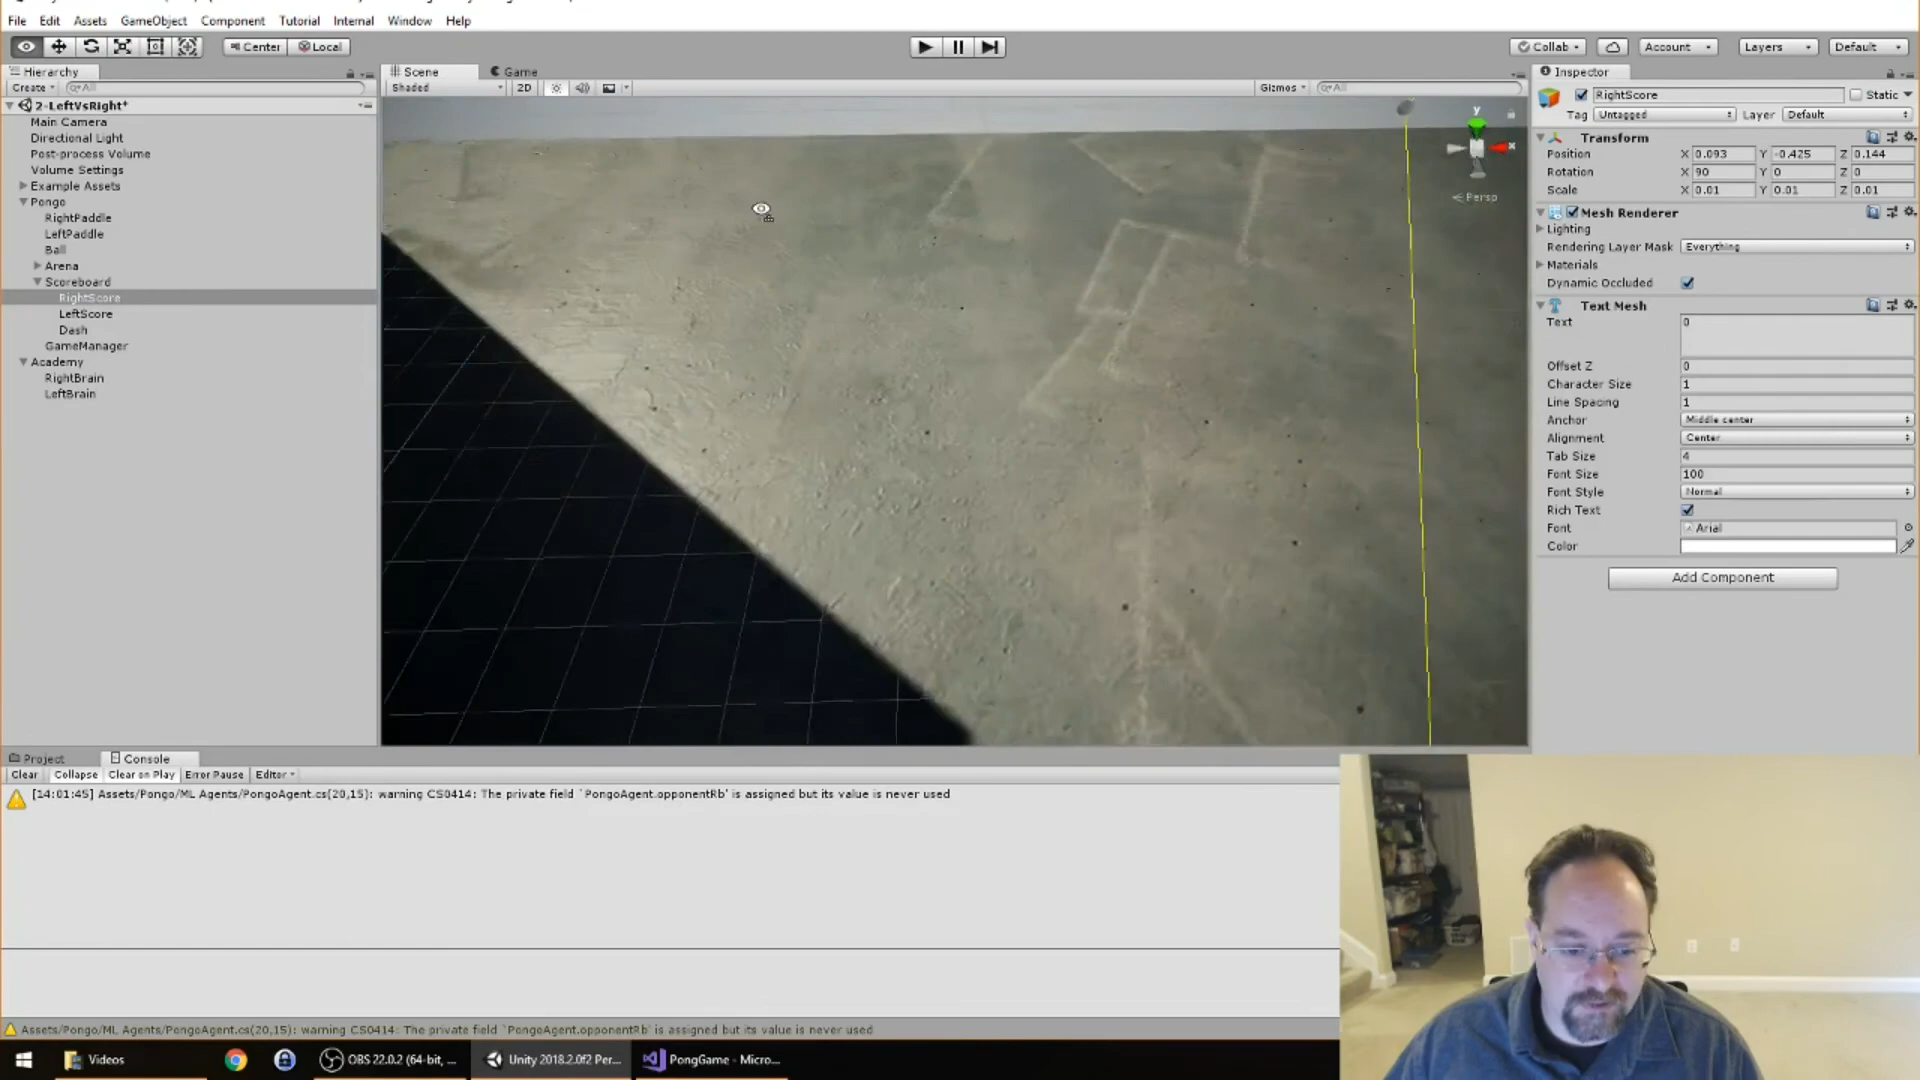 File Edit Assets GameObject Component Tutorial Internal Window Help
Center Local Collab Account Layers Default
Hierarchy
Create All
2-LeftVsRight*
Main Camera
Directional Light
Post-process Volume
Volume Settings
Example Assets
Pongo
RightPaddle
LeftPaddle
Ball
Arena
Scoreboard
RightScore
LeftScore
Dash
GameManager
Academy
RightBrain
LeftBrain
Scene Game
Shaded 2D Gizmos All
y
x
Persp
Inspector
RightScore Static
Tag Untagged Layer Default
Transform
Position X 0.093 Y -0.425 Z 0.144
Rotation X 90 Y 0 Z 0
Scale X 0.01 Y 0.01 Z 0.01
Mesh Renderer
Lighting
Rendering Layer Mask Everything
Materials
Dynamic Occluded
Text Mesh
Text 0
Offset Z 0
Character Size 1
Line Spacing 1
Anchor Middle center
Alignment Center
Tab Size 4
Font Size 100
Font Style Normal
Rich Text
Font Arial
Color
Add Component
Project Console
Clear Collapse Clear on Play Error Pause Editor
[14:01:45] Assets/Pongo/ML Agents/PongoAgent.cs(20,15): warning CS0414: The private field `PongoAgent.opponentRb' is assigned but its value is never used
Assets/Pongo/ML Agents/PongoAgent.cs(20,15): warning CS0414: The private field `PongoAgent.opponentRb' is assigned but its value is never used
Videos OBS 22.0.2 (64-bit, ... Unity 2018.2.0f2 Per... PongGame - Micro...